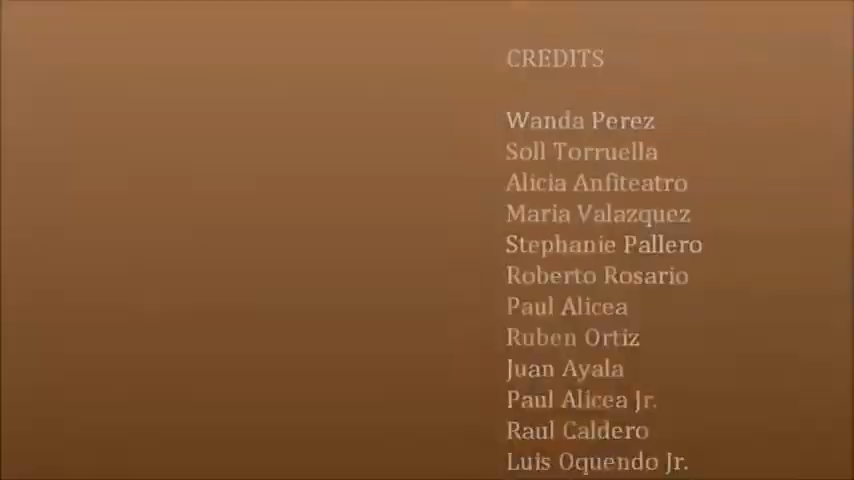 CREDITS
Wanda Perez
Soll Torruella
Alicia Anfiteatro
Maria Valazquez
Stephanie Pallero
Roberto Rosario
Paul Alicea
Ruben Ortiz
Juan Ayala
Paul Alicea Jr.
Raul Caldero
Luis Oquendo Jr.